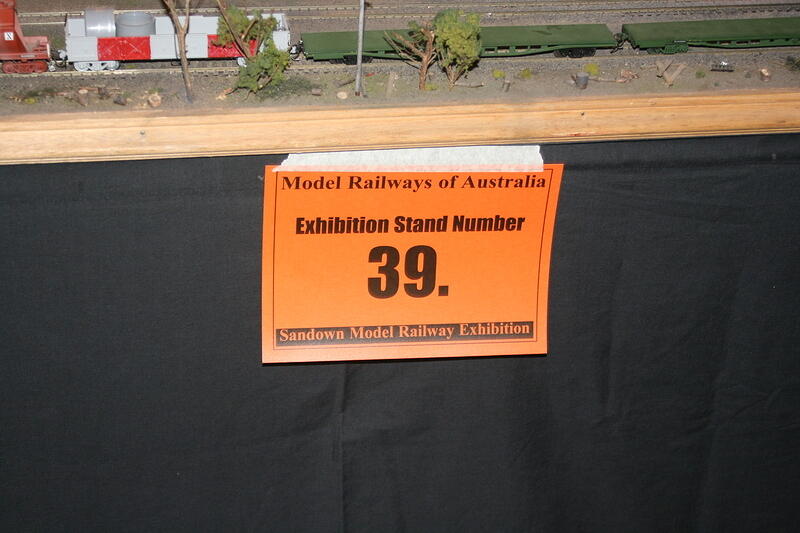 Model Railways of Australia
Exhibition Stand Number
39.
Sandown Model Railway Exhibition